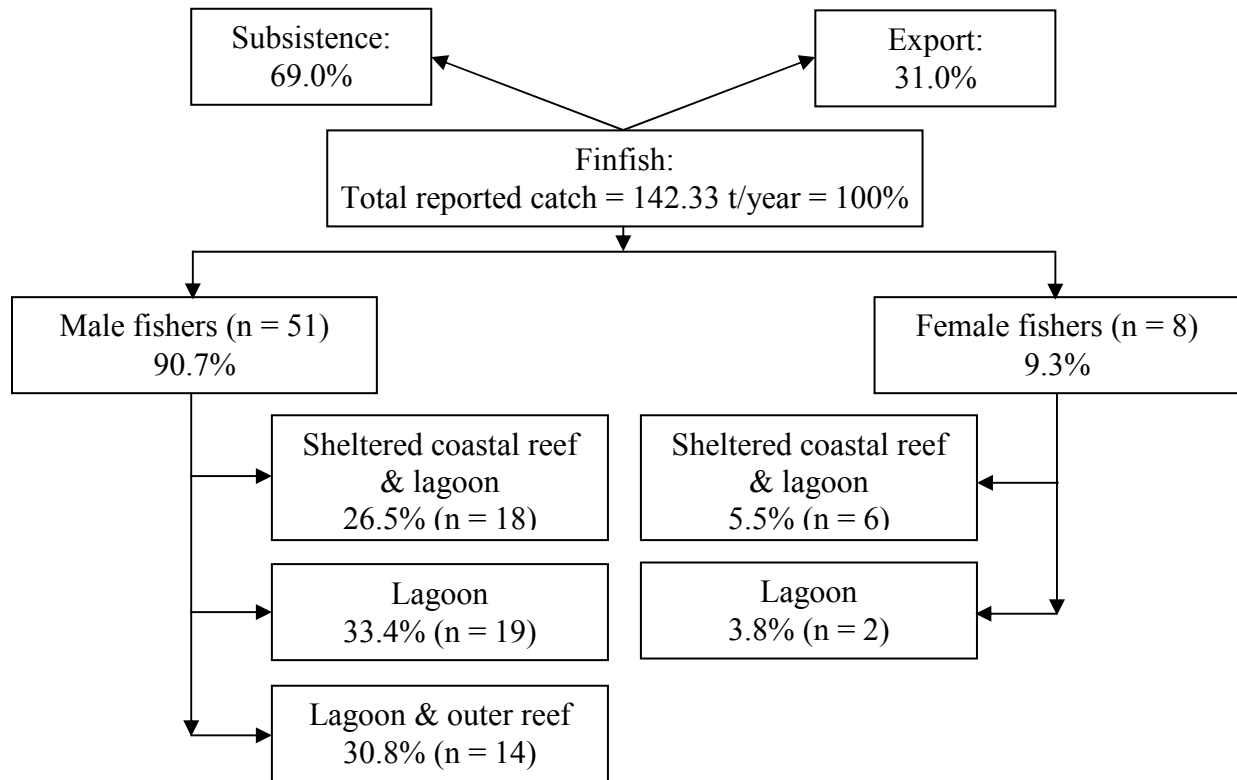 Subsistence:
69.0%
Export:
31.0%
Finfish:
Total reported catch = 142.33 t/year = 100%
Male fishers (n = 51)
90.7%
Female fishers (n = 8)
9.3%
Sheltered coastal reef
& lagoon
26.5% (n = 18)
Sheltered coastal reef
& lagoon
5.5% (n = 6)
Lagoon
33.4% (n = 19)
Lagoon
3.8% (n = 2)
Lagoon & outer reef
30.8% (n = 14)